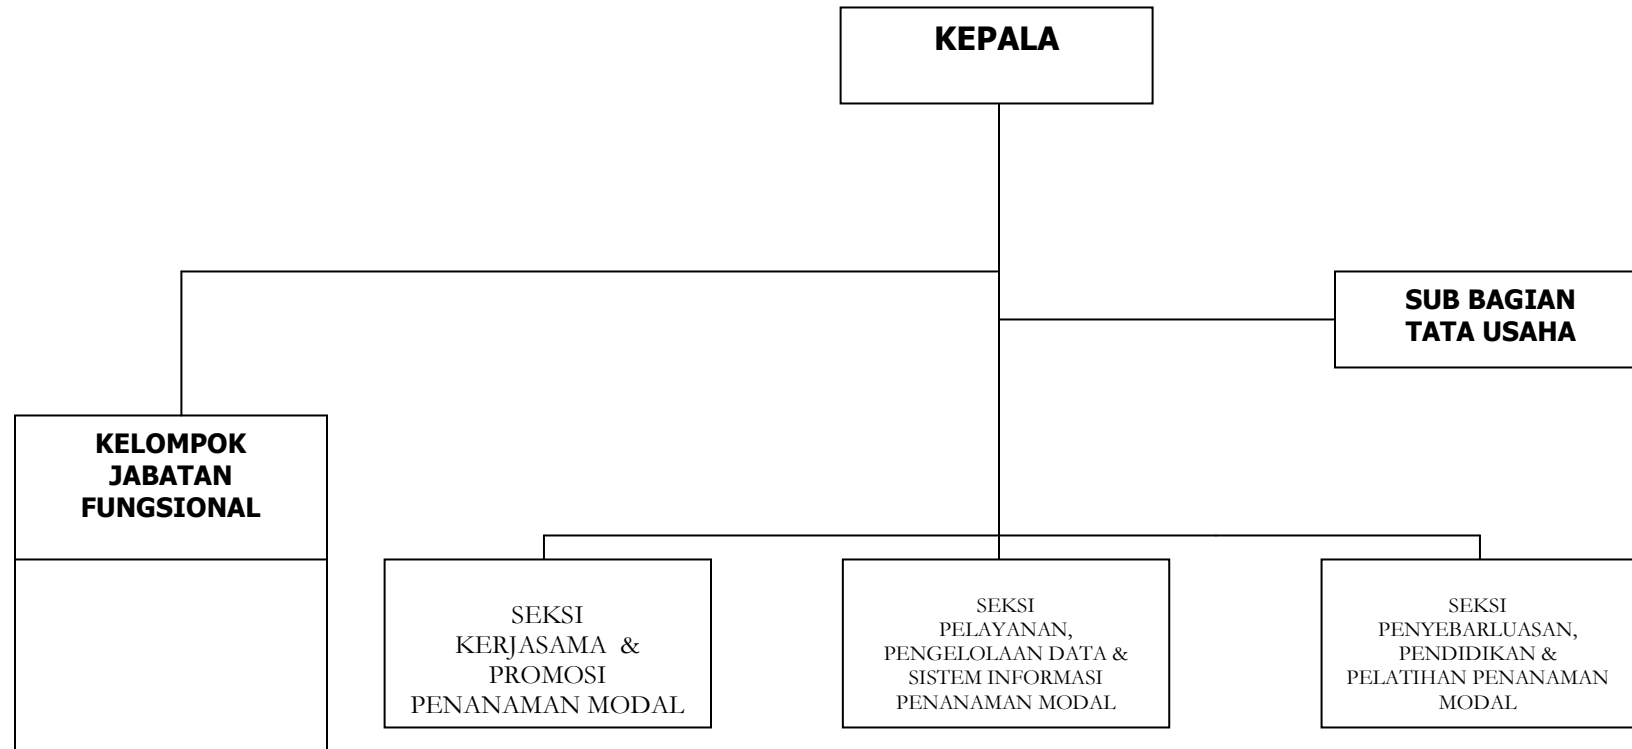 KEPALA
SUB BAGIAN
TATA USAHA
KELOMPOK
JABATAN
FUNGSIONAL
SEKSI
KERJASAMA &
PROMOSI
PENANAMAN MODAL
SEKSI
PELAYANAN,
PENGELOLAAN DATA &
SISTEM INFORMASI
PENANAMAN MODAL
SEKSI
PENYEBARLUASAN,
PENDIDIKAN &
PELATIHAN PENANAMAN
MODAL